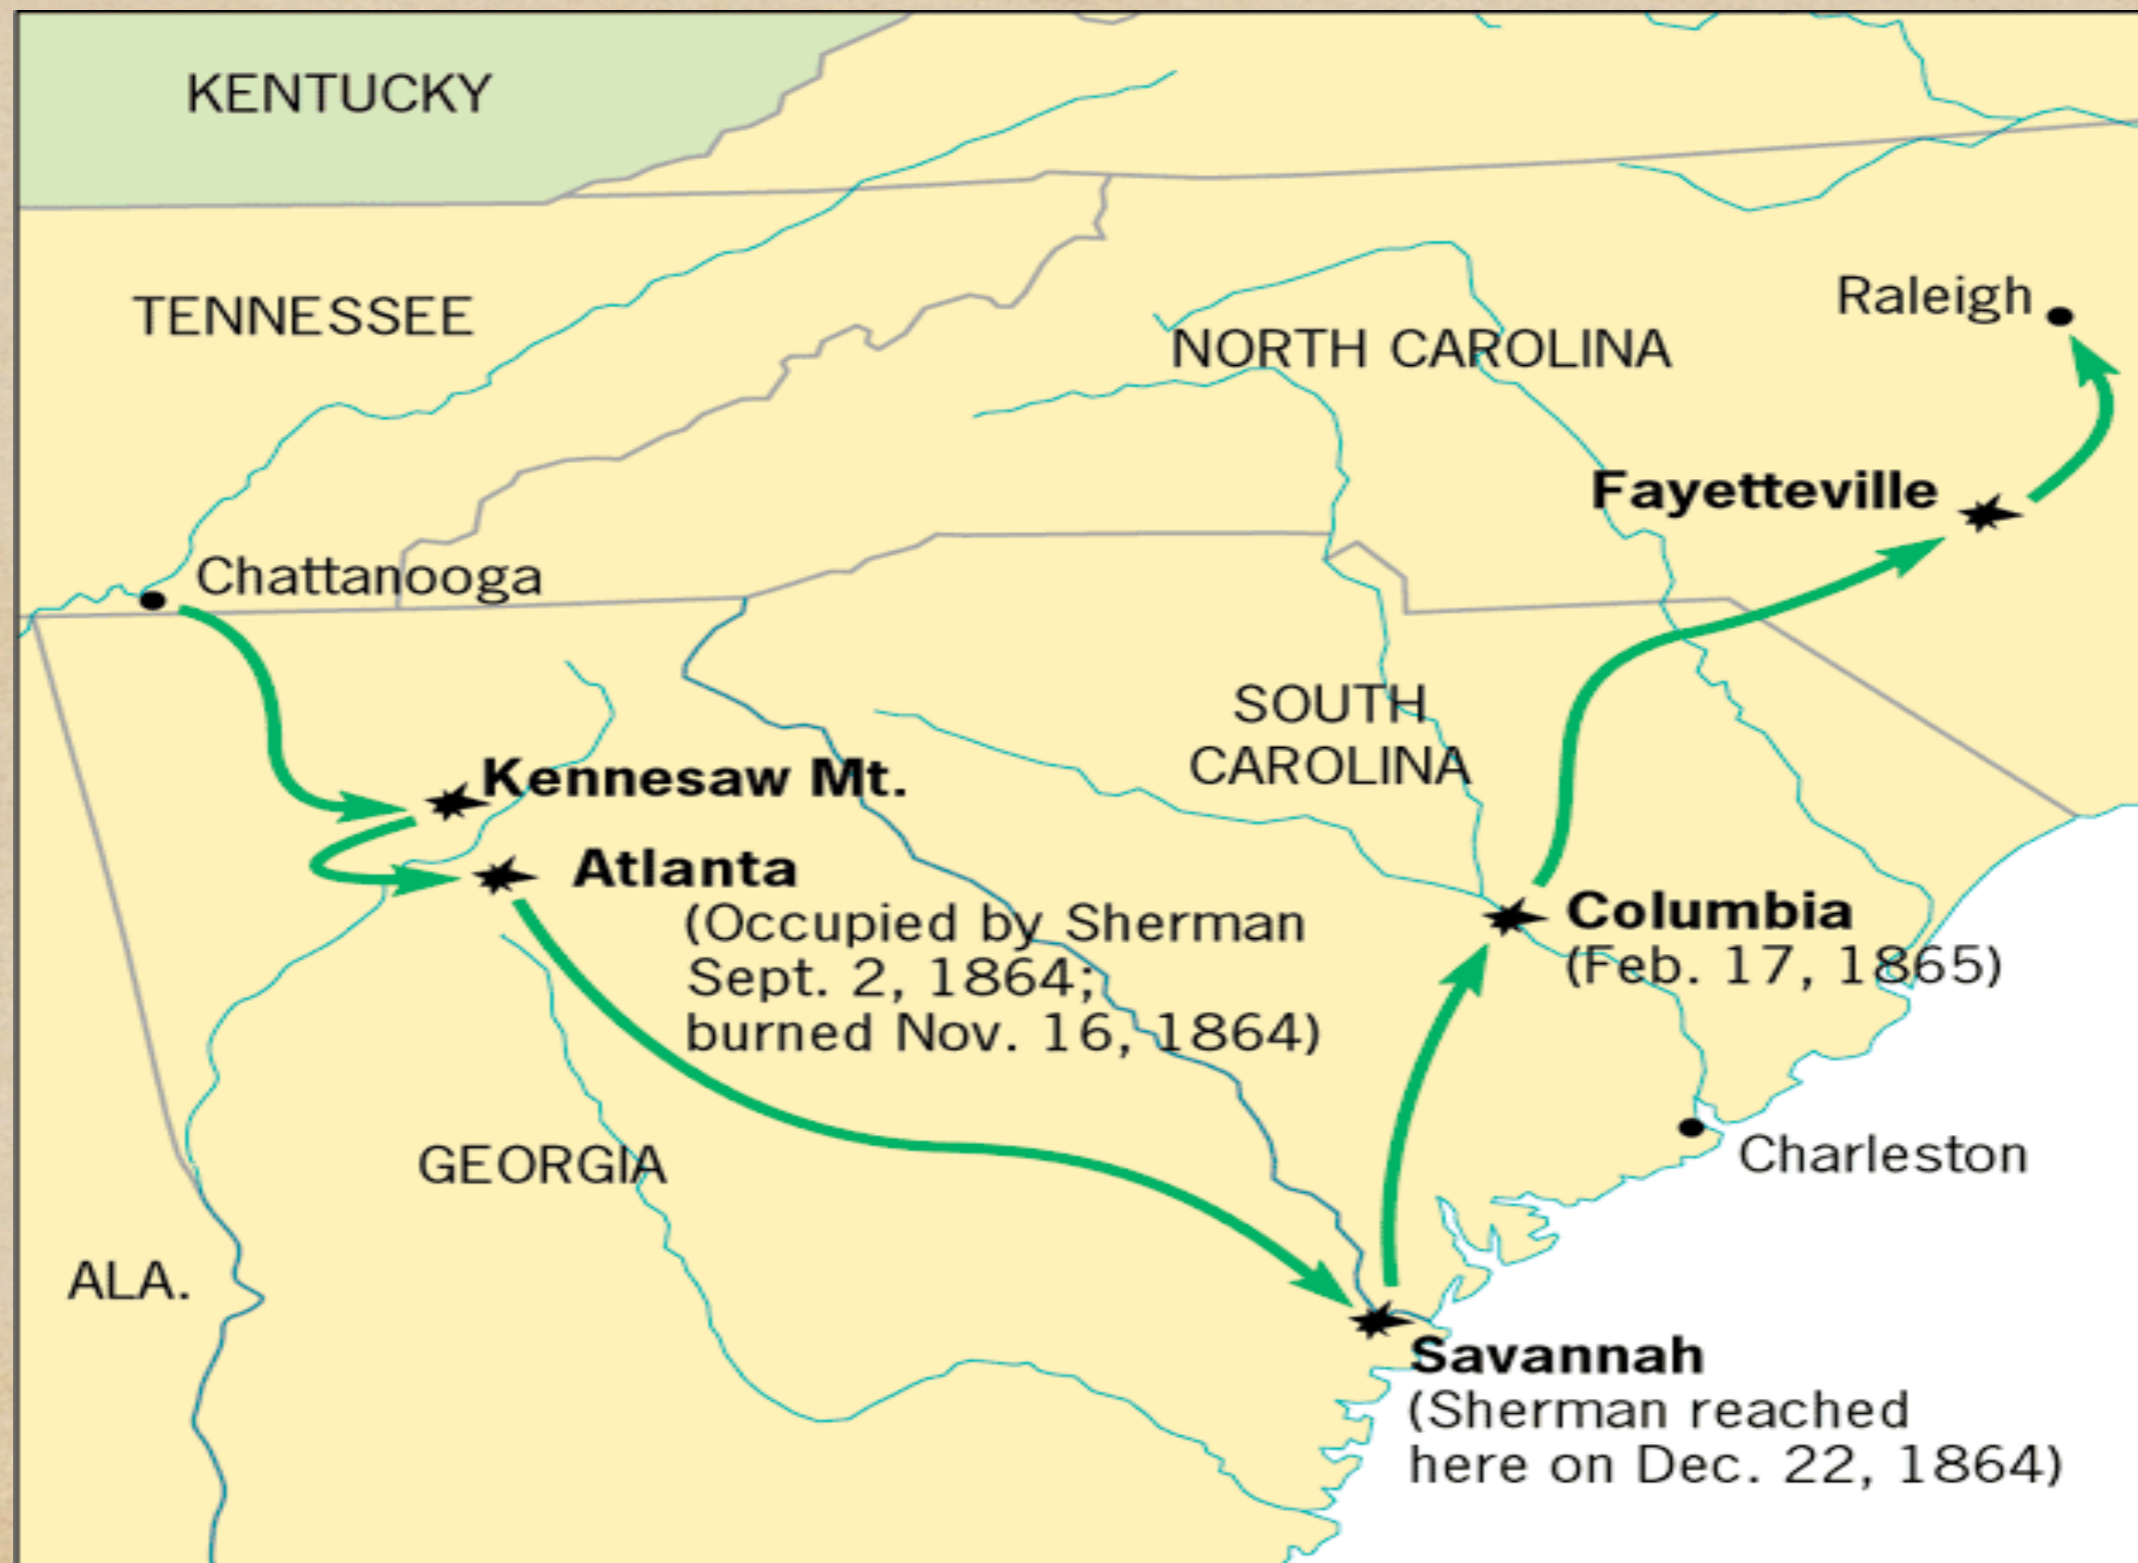 KENTUCKY
TENNESSEE
Raleigh
NORTH CAROLINA
Fayetteville
Chattanooga
SOUTH
CAROLINA
Kennesaw Mt.
Atlanta
(Occupied by Sherman
Sept. 2, 1864;
burned Nov. 16, 1864)
Columbia
(Feb. 17, 1865)
GEORGIA
Charleston
ALA.
Savannah
(Sherman reached
here on Dec. 22, 1864)